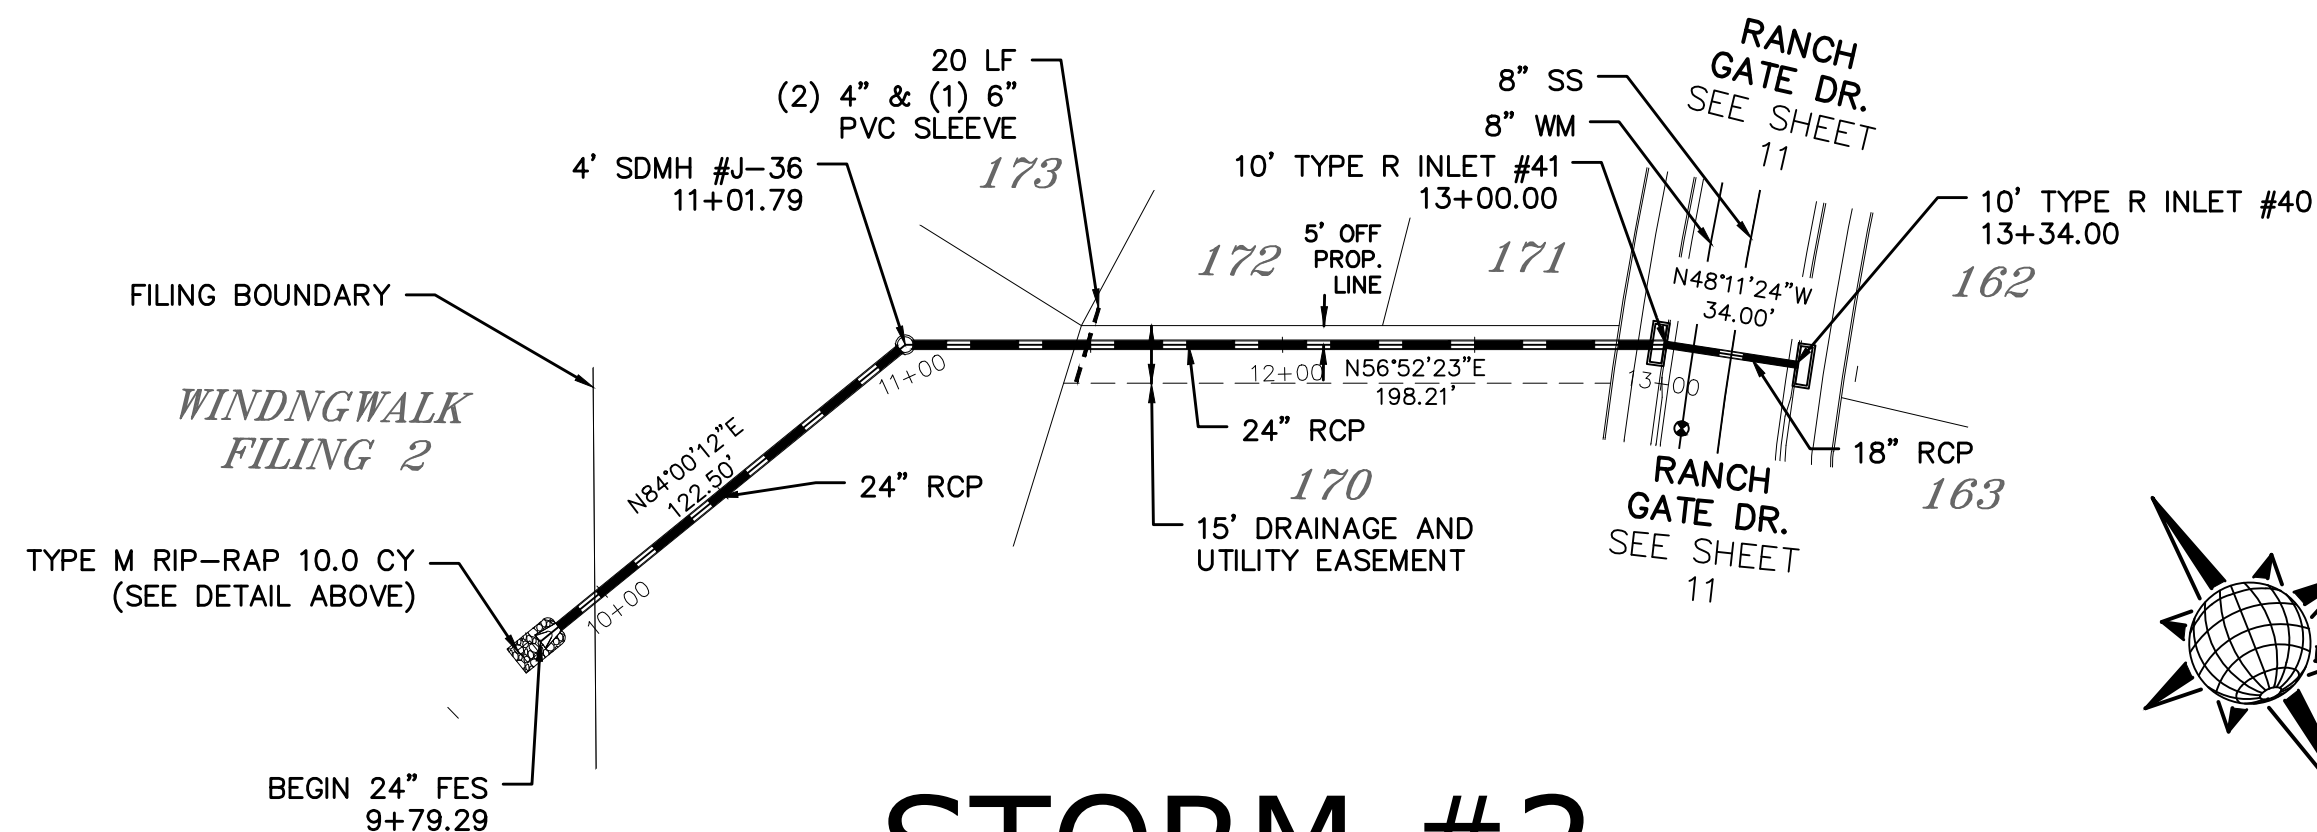 RANCH
GATE DR.
SEE SHEET
11
20 LF
(2) 4" & (1) 6"
PVC SLEEVE
8" SS
8" WM
4' SDMH #J-36
11+01.79
173
10' TYPE R INLET #41
13+00.00
10' TYPE R INLET #40
13+34.00
172
5' OFF
PROP.
LINE
171
162
N48°11'24"W
34.00'
FILING BOUNDARY
11+00
12+00
N56°52'23"E
198.21'
13+00
WINDNGWALK
FILING 2
24" RCP
N84°00'12"E
122.50'
24" RCP
170
18" RCP
163
RANCH
GATE DR.
SEE SHEET
11
15' DRAINAGE AND
UTILITY EASEMENT
TYPE M RIP-RAP 10.0 CY
(SEE DETAIL ABOVE)
10+00
BEGIN 24" FES
9+79.29
STORM #2